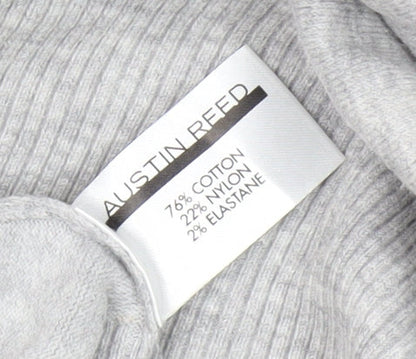 AUSTIN REED
76% COTTON
22% NYLON
2% ELASTANE